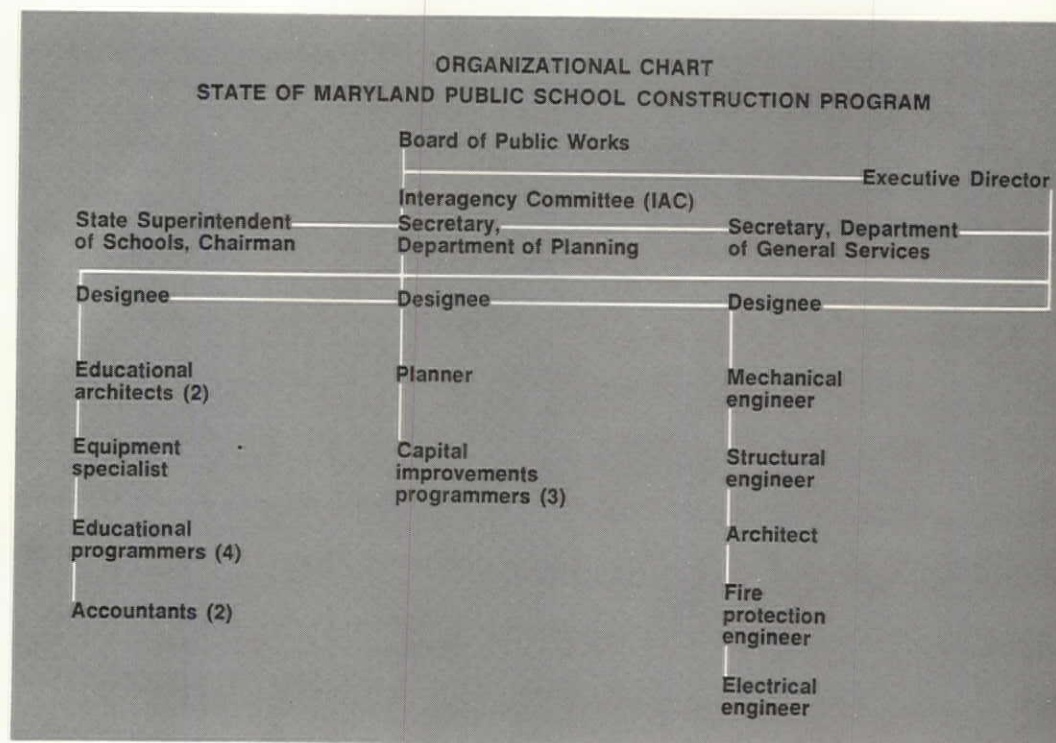 ORGANIZATIONAL CHART
STATE OF MARYLAND PUBLIC SCHOOL CONSTRUCTION PROGRAM
Board of Public Works
Executive Director
Interagency Committee (IAC)
State Superintendent
of Schools, Chairman
Secretary,
Department of Planning
Secretary, Department
of General Services
Designee
Designee
Designee
Educational
architects (2)
Equipment
specialist
Educational
programmers (4)
Accountants (2)
Planner
Capital
improvements
programmers (3)
Mechanical
engineer
Structural
engineer
Architect
Fire
protection
engineer
Electrical
engineer